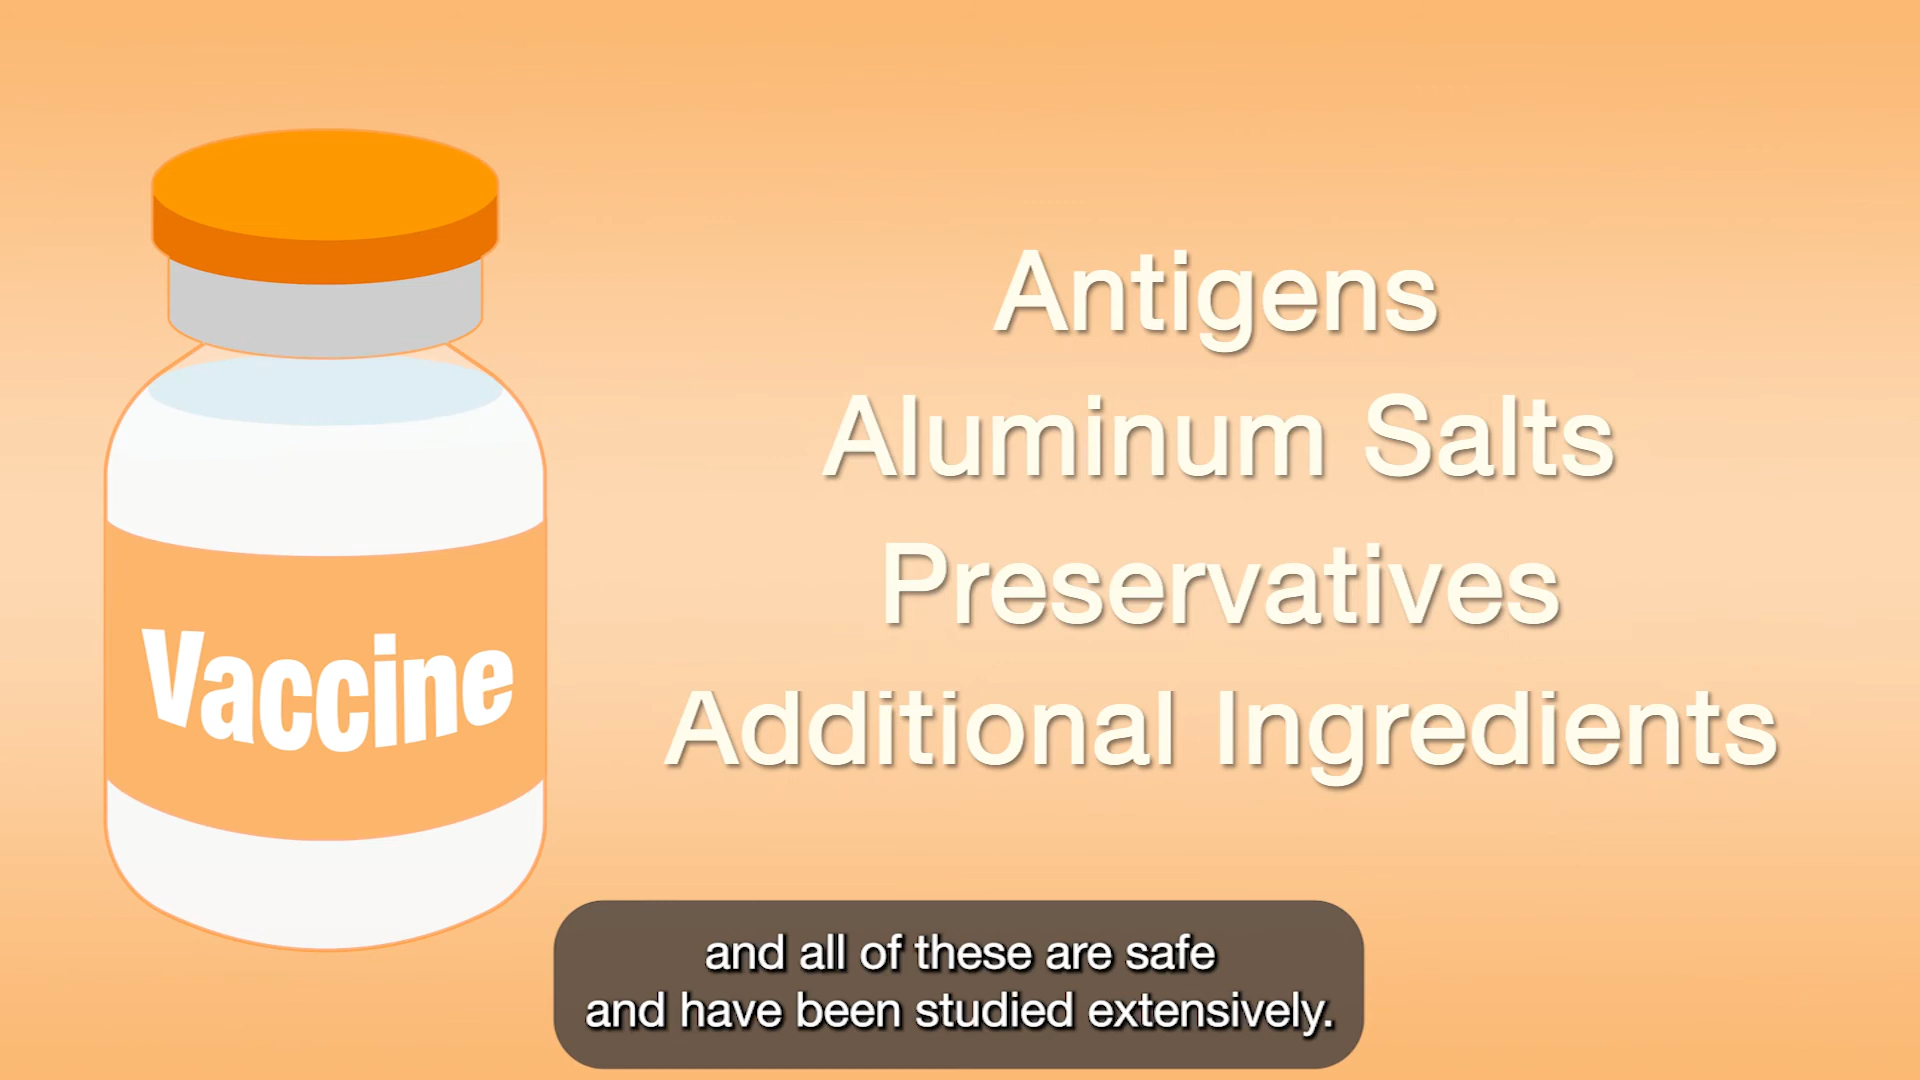 Antigens
Aluminum Salts
Preservatives
Additional Ingredients
Vaccine
and all of these are safe
and have been studied extensively.